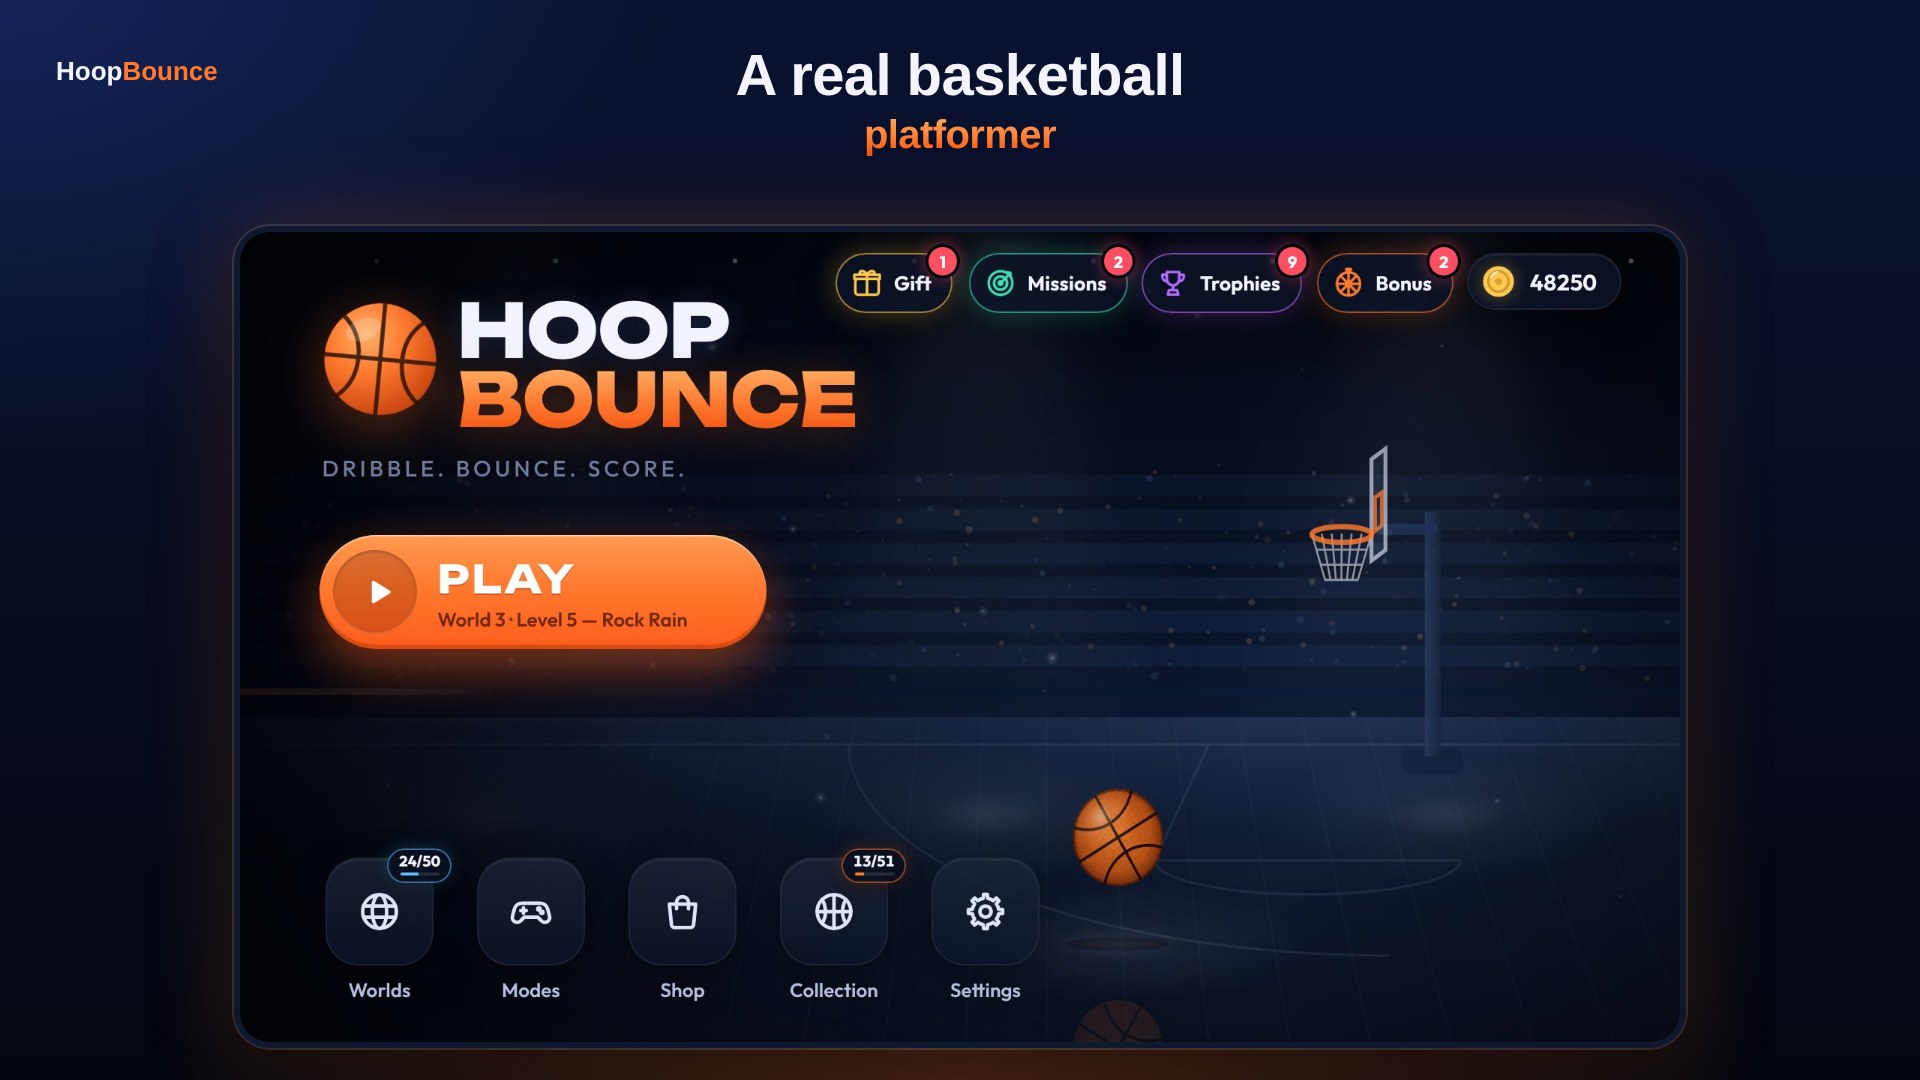 HoopBounce
A real basketball
platformer
Gift 1
Missions 2
Trophies 9
Bonus 2
48250
HOOP
BOUNCE
DRIBBLE. BOUNCE. SCORE.
PLAY
World 3 · Level 5 — Rock Rain
24/50
13/51
Worlds
Modes
Shop
Collection
Settings